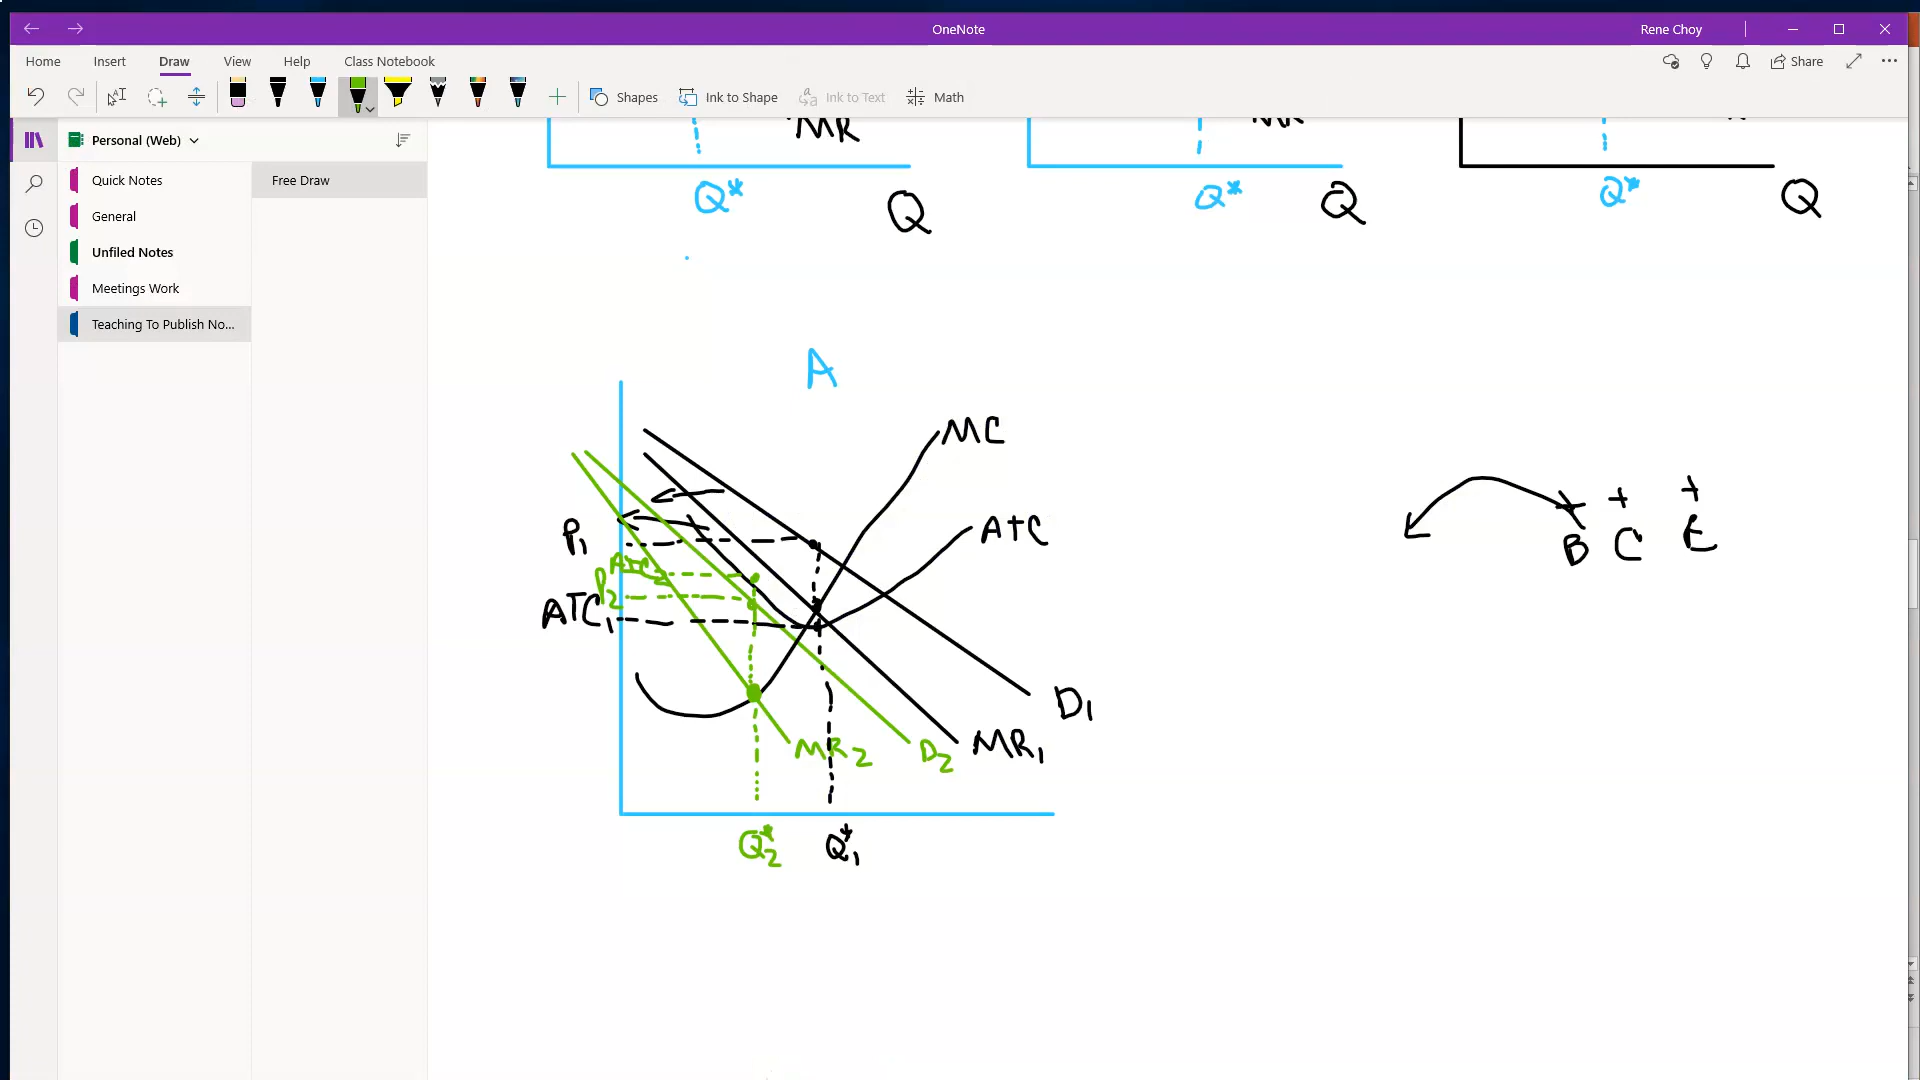 OneNote
Rene Choy
Home Insert Draw View Help Class Notebook
Share
Shapes
Ink to Shape
Ink to Text
Math
Personal (Web)
Quick Notes
General
Unfiled Notes
Meetings Work
Teaching To Publish No...
Free Draw
MR
Q*
Q
Q*
Q
Q*
Q
A
MC
ATC
P1
ATC
P2
ATC1
D1
MR1
MR2
D2
Q2*
Q1*
+ +
B C E